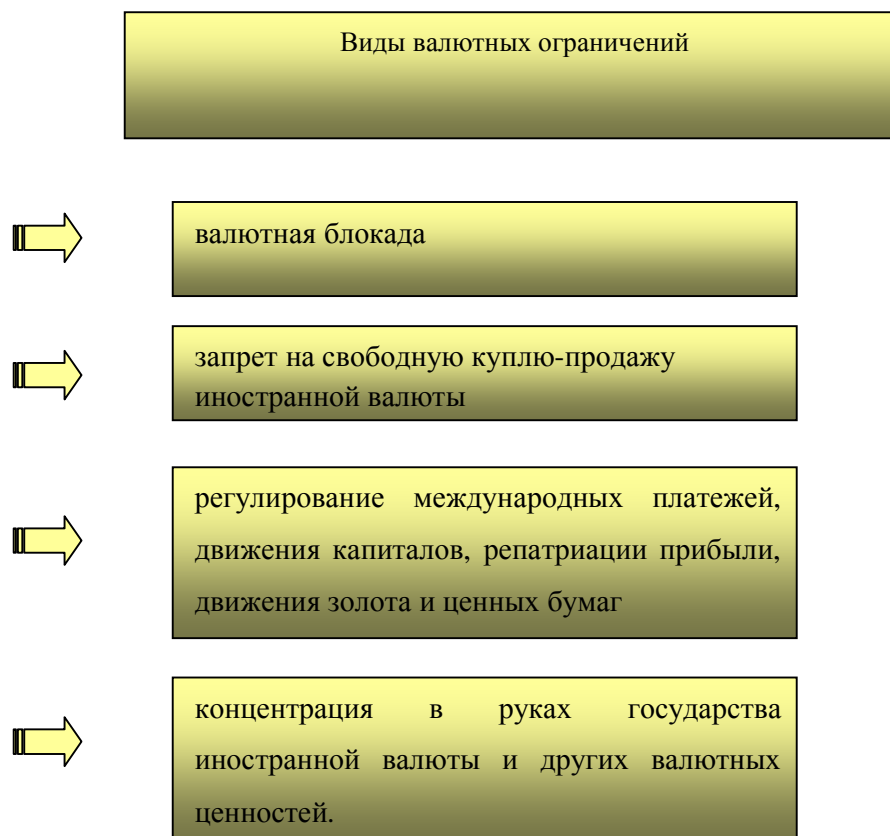 Виды валютных ограничений
валютная блокада
запрет на свободную куплю-продажу
иностранной валюты
регулирование международных платежей,
движения капиталов, репатриации прибыли,
движения золота и ценных бумаг
концентрация в руках государства
иностранной валюты и других валютных
ценностей.